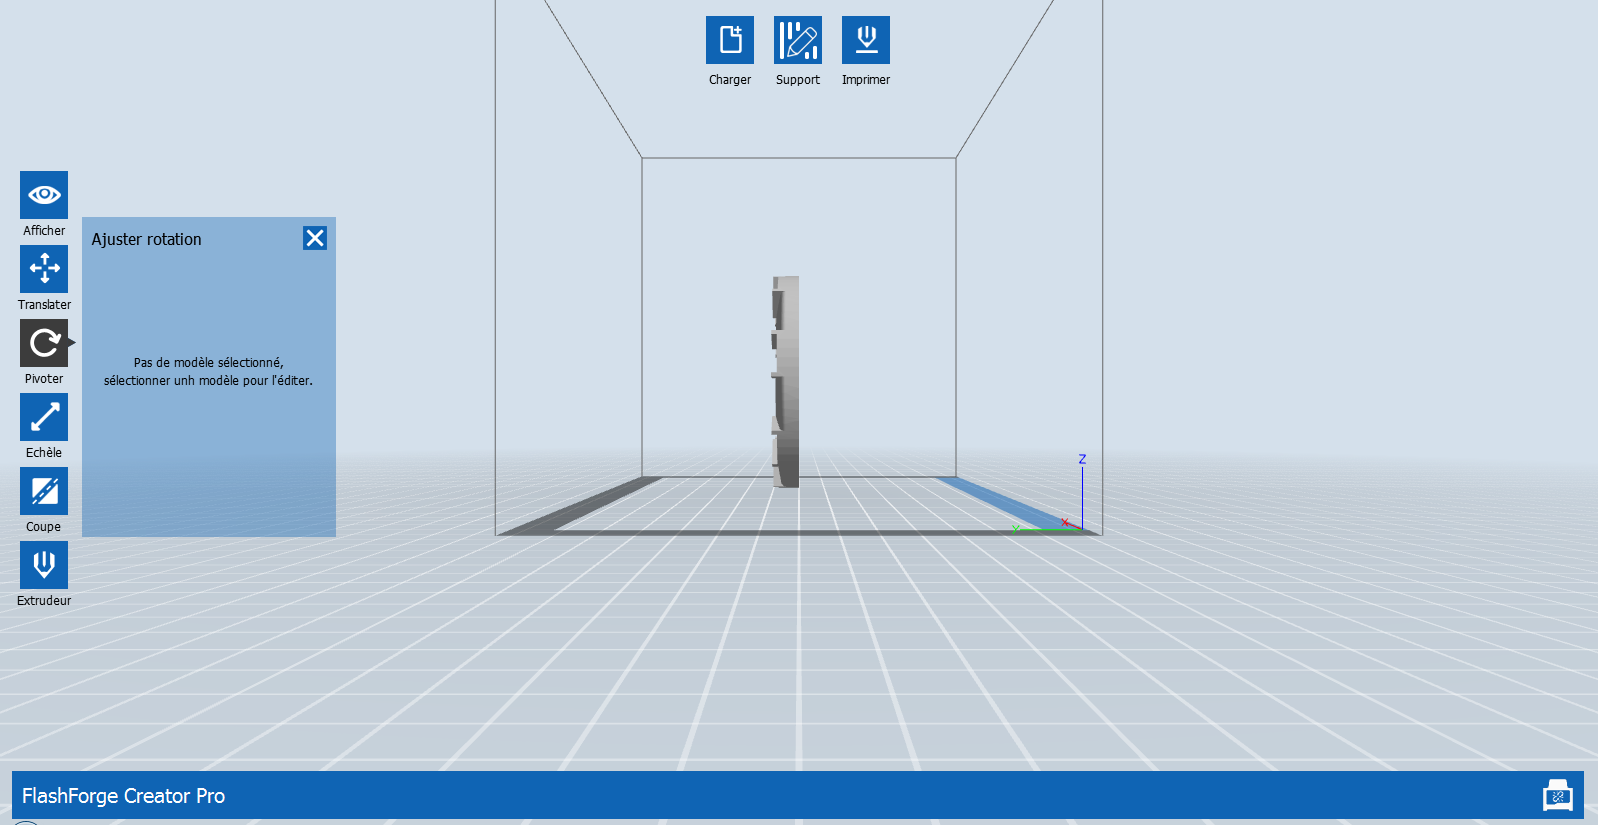 Charger
Support
Imprimer
Afficher
Ajuster rotation
Translater
Pas de modèle sélectionné,
sélectionner unh modèle pour l'éditer.
Pivoter
Echèle
Z
X
Y
Coupe
Extrudeur
FlashForge Creator Pro